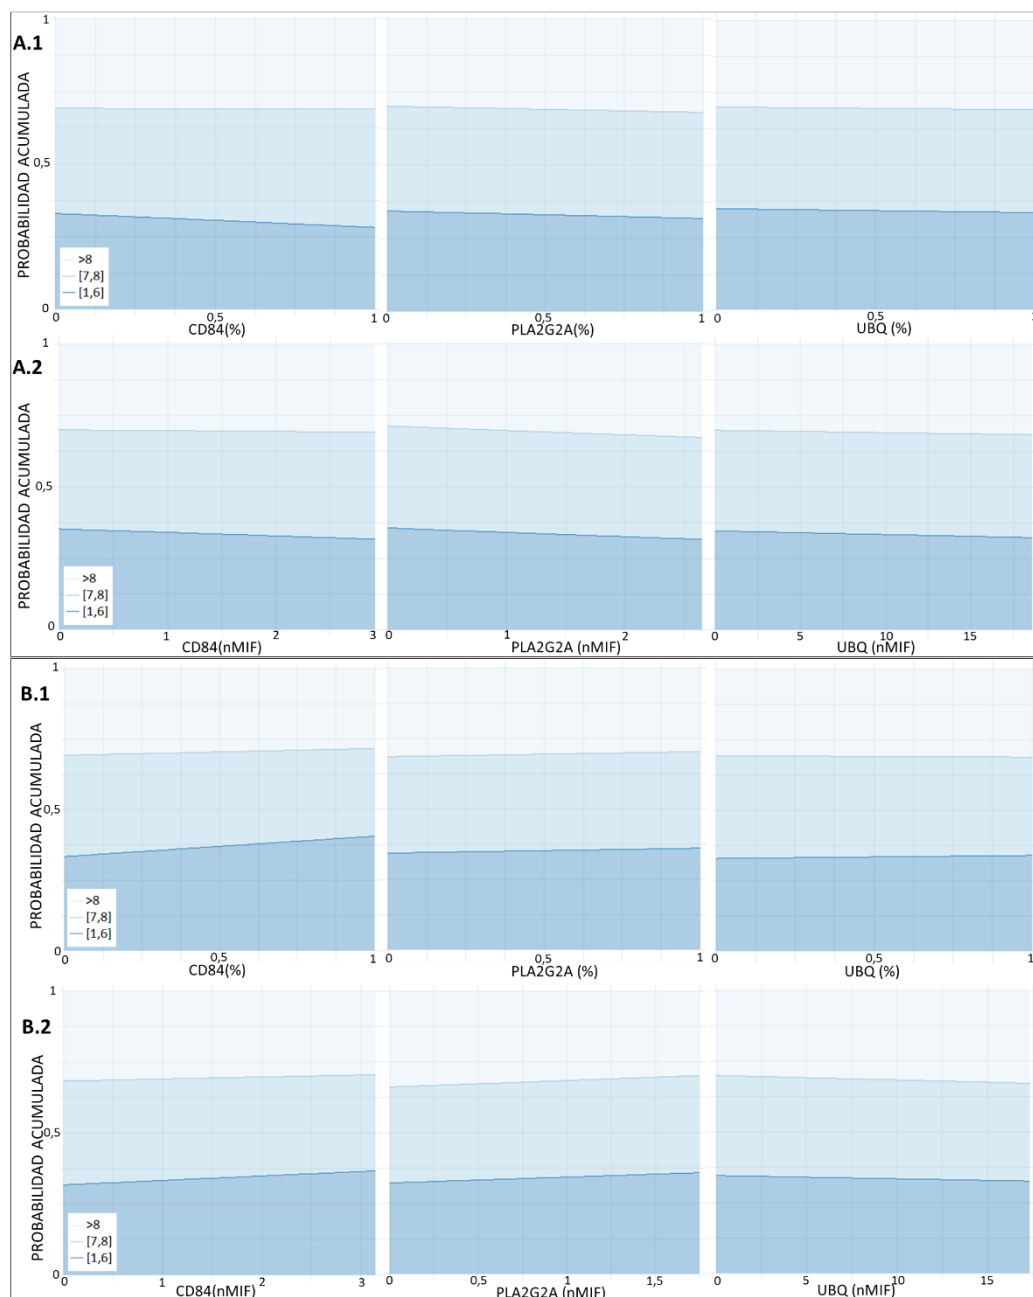 A.1
PROBABILIDAD ACUMULADA
1
0,5
0
>8
[7,8]
[1,6]
0 0,5 1
CD84(%)
0 0,5 1
PLA2G2A(%)
0 0,5
UBQ (%)
A.2
PROBABILIDAD ACUMULADA
1
0,5
0
>8
[7,8]
[1,6]
0 1 2 3
CD84(nMIF)
0 1 2
PLA2G2A (nMIF)
0 5 10 15
UBQ (nMIF)
B.1
PROBABILIDAD ACUMULADA
1
0,5
0
>8
[7,8]
[1,6]
0 0,5 1
CD84(%)
0 0,5 1
PLA2G2A (%)
0 0,5 1
UBQ (%)
B.2
PROBABILIDAD ACUMULADA
1
0,5
0
>8
[7,8]
[1,6]
0 1 2 3
CD84(nMIF)
0 0,5 1 1,5
PLA2G2A (nMIF)
0 5 10 15
UBQ (nMIF)